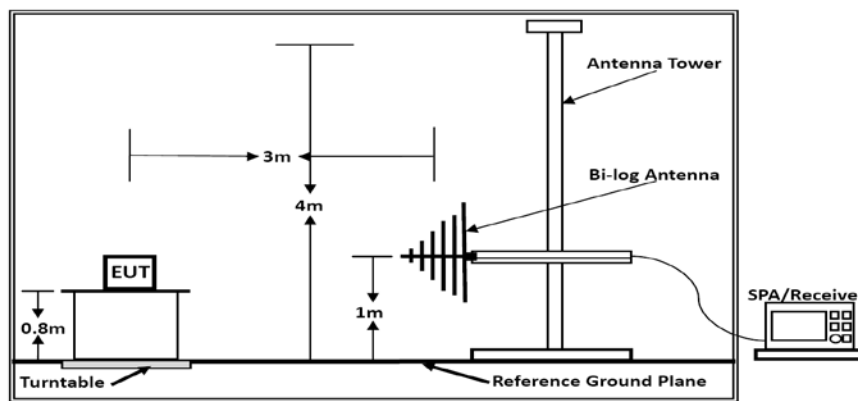 Antenna Tower
3m
Bi-log Antenna
4m
EUT
0.8m
1m
SPA/Receive
Turntable
Reference Ground Plane